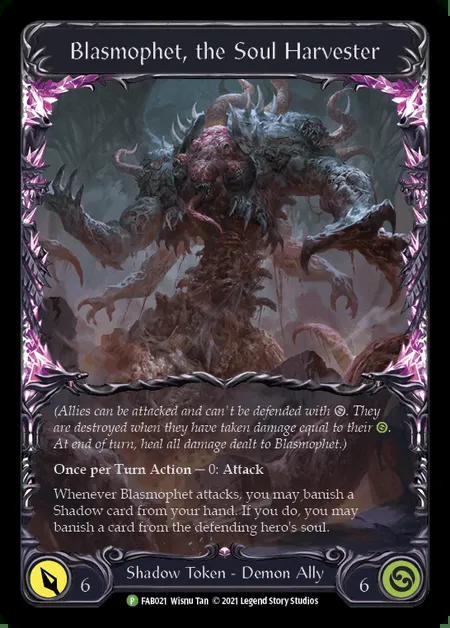 Blasmophet, the Soul Harvester
(Allies can be attacked and can't be defended with . They
are destroyed when they have taken damage equal to their .
At end of turn, heal all damage dealt to Blasmophet.)
Once per Turn Action – 0: Attack
Whenever Blasmophet attacks, you may banish a
Shadow card from your hand. If you do, you may
banish a card from the defending hero's soul.
6
Shadow Token - Demon Ally
6
P FAB021 Wisnu Tan © 2021 Legend Story Studios